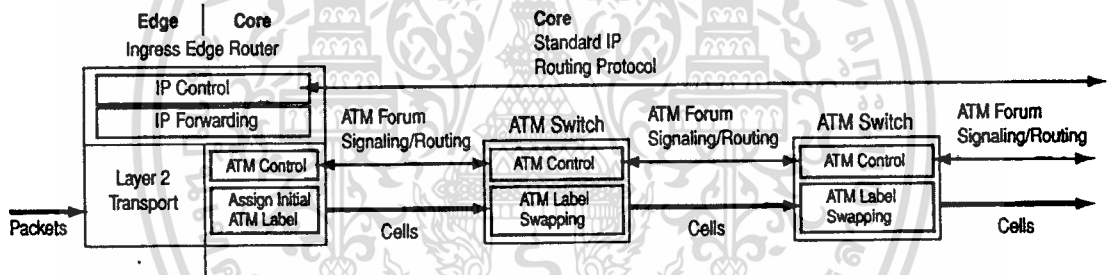 Edge Core
Ingress Edge Router
Core
Standard IP
Routing Protocol
IP Control
IP Forwarding
ATM Forum
Signaling/Routing
ATM Switch
ATM Forum
Signaling/Routing
ATM Switch
ATM Forum
Signaling/Routing
Layer 2
Transport
ATM Control
ATM Control
ATM Control
Assign Initial
ATM Label
ATM Label
Swapping
ATM Label
Swapping
Packets
Cells
Cells
Cells